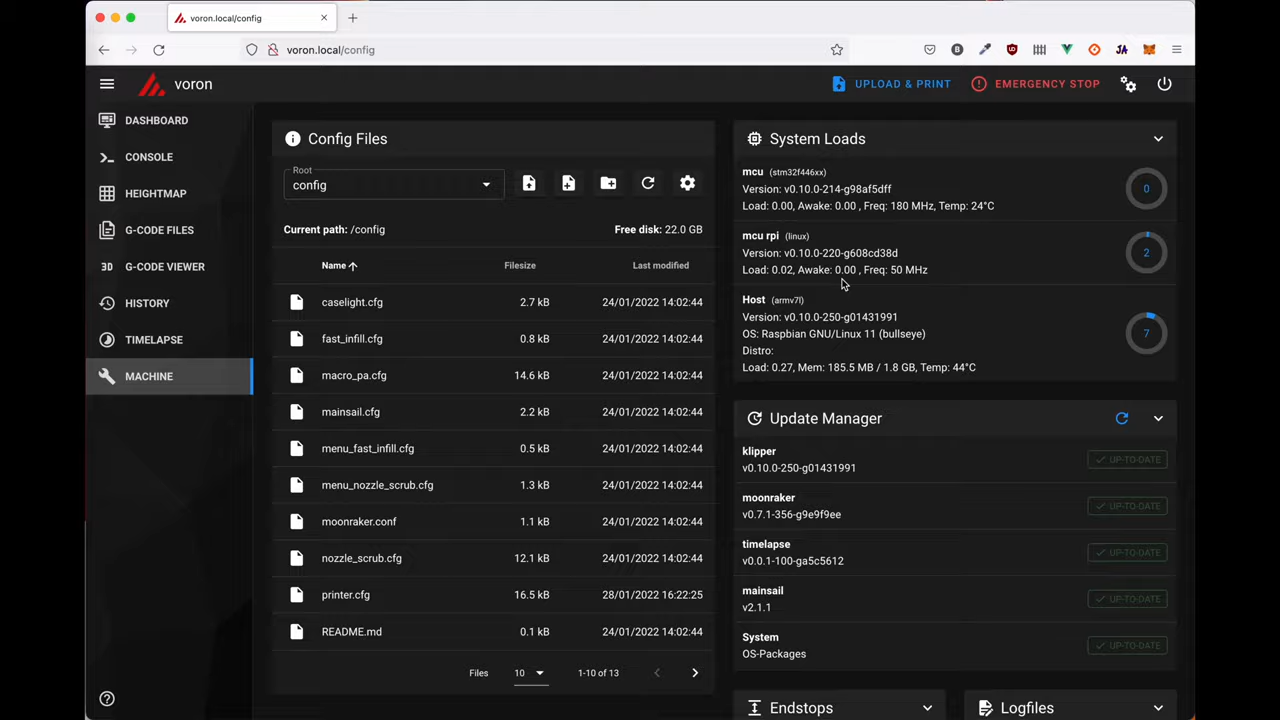 voron.local/config
voron.local/config
voron
UPLOAD & PRINT
EMERGENCY STOP
DASHBOARD
CONSOLE
HEIGHTMAP
G-CODE FILES
G-CODE VIEWER
HISTORY
TIMELAPSE
MACHINE
Config Files
Root
config
Current path: /config
Free disk: 22.0 GB
Name Filesize Last modified
caselight.cfg 2.7 kB 24/01/2022 14:02:44
fast_infill.cfg 0.8 kB 24/01/2022 14:02:44
macro_pa.cfg 14.6 kB 24/01/2022 14:02:44
mainsail.cfg 2.2 kB 24/01/2022 14:02:44
menu_fast_infill.cfg 0.5 kB 24/01/2022 14:02:44
menu_nozzle_scrub.cfg 1.3 kB 24/01/2022 14:02:44
moonraker.conf 1.1 kB 24/01/2022 14:02:44
nozzle_scrub.cfg 12.1 kB 24/01/2022 14:02:44
printer.cfg 16.5 kB 28/01/2022 16:22:25
README.md 0.1 kB 24/01/2022 14:02:44
Files 10 1-10 of 13
System Loads
mcu (stm32f446xx)
Version: v0.10.0-214-g98af5dff
Load: 0.00, Awake: 0.00 , Freq: 180 MHz, Temp: 24°C
0
mcu rpi (linux)
Version: v0.10.0-220-g608cd38d
Load: 0.02, Awake: 0.00 , Freq: 50 MHz
2
Host (armv7l)
Version: v0.10.0-250-g01431991
OS: Raspbian GNU/Linux 11 (bullseye)
Distro:
Load: 0.27, Mem: 185.5 MB / 1.8 GB, Temp: 44°C
7
Update Manager
klipper
v0.10.0-250-g01431991
UP-TO-DATE
moonraker
v0.7.1-356-g9e9f9ee
UP-TO-DATE
timelapse
v0.0.1-100-ga5c5612
UP-TO-DATE
mainsail
v2.1.1
UP-TO-DATE
System
OS-Packages
UP-TO-DATE
Endstops
Logfiles